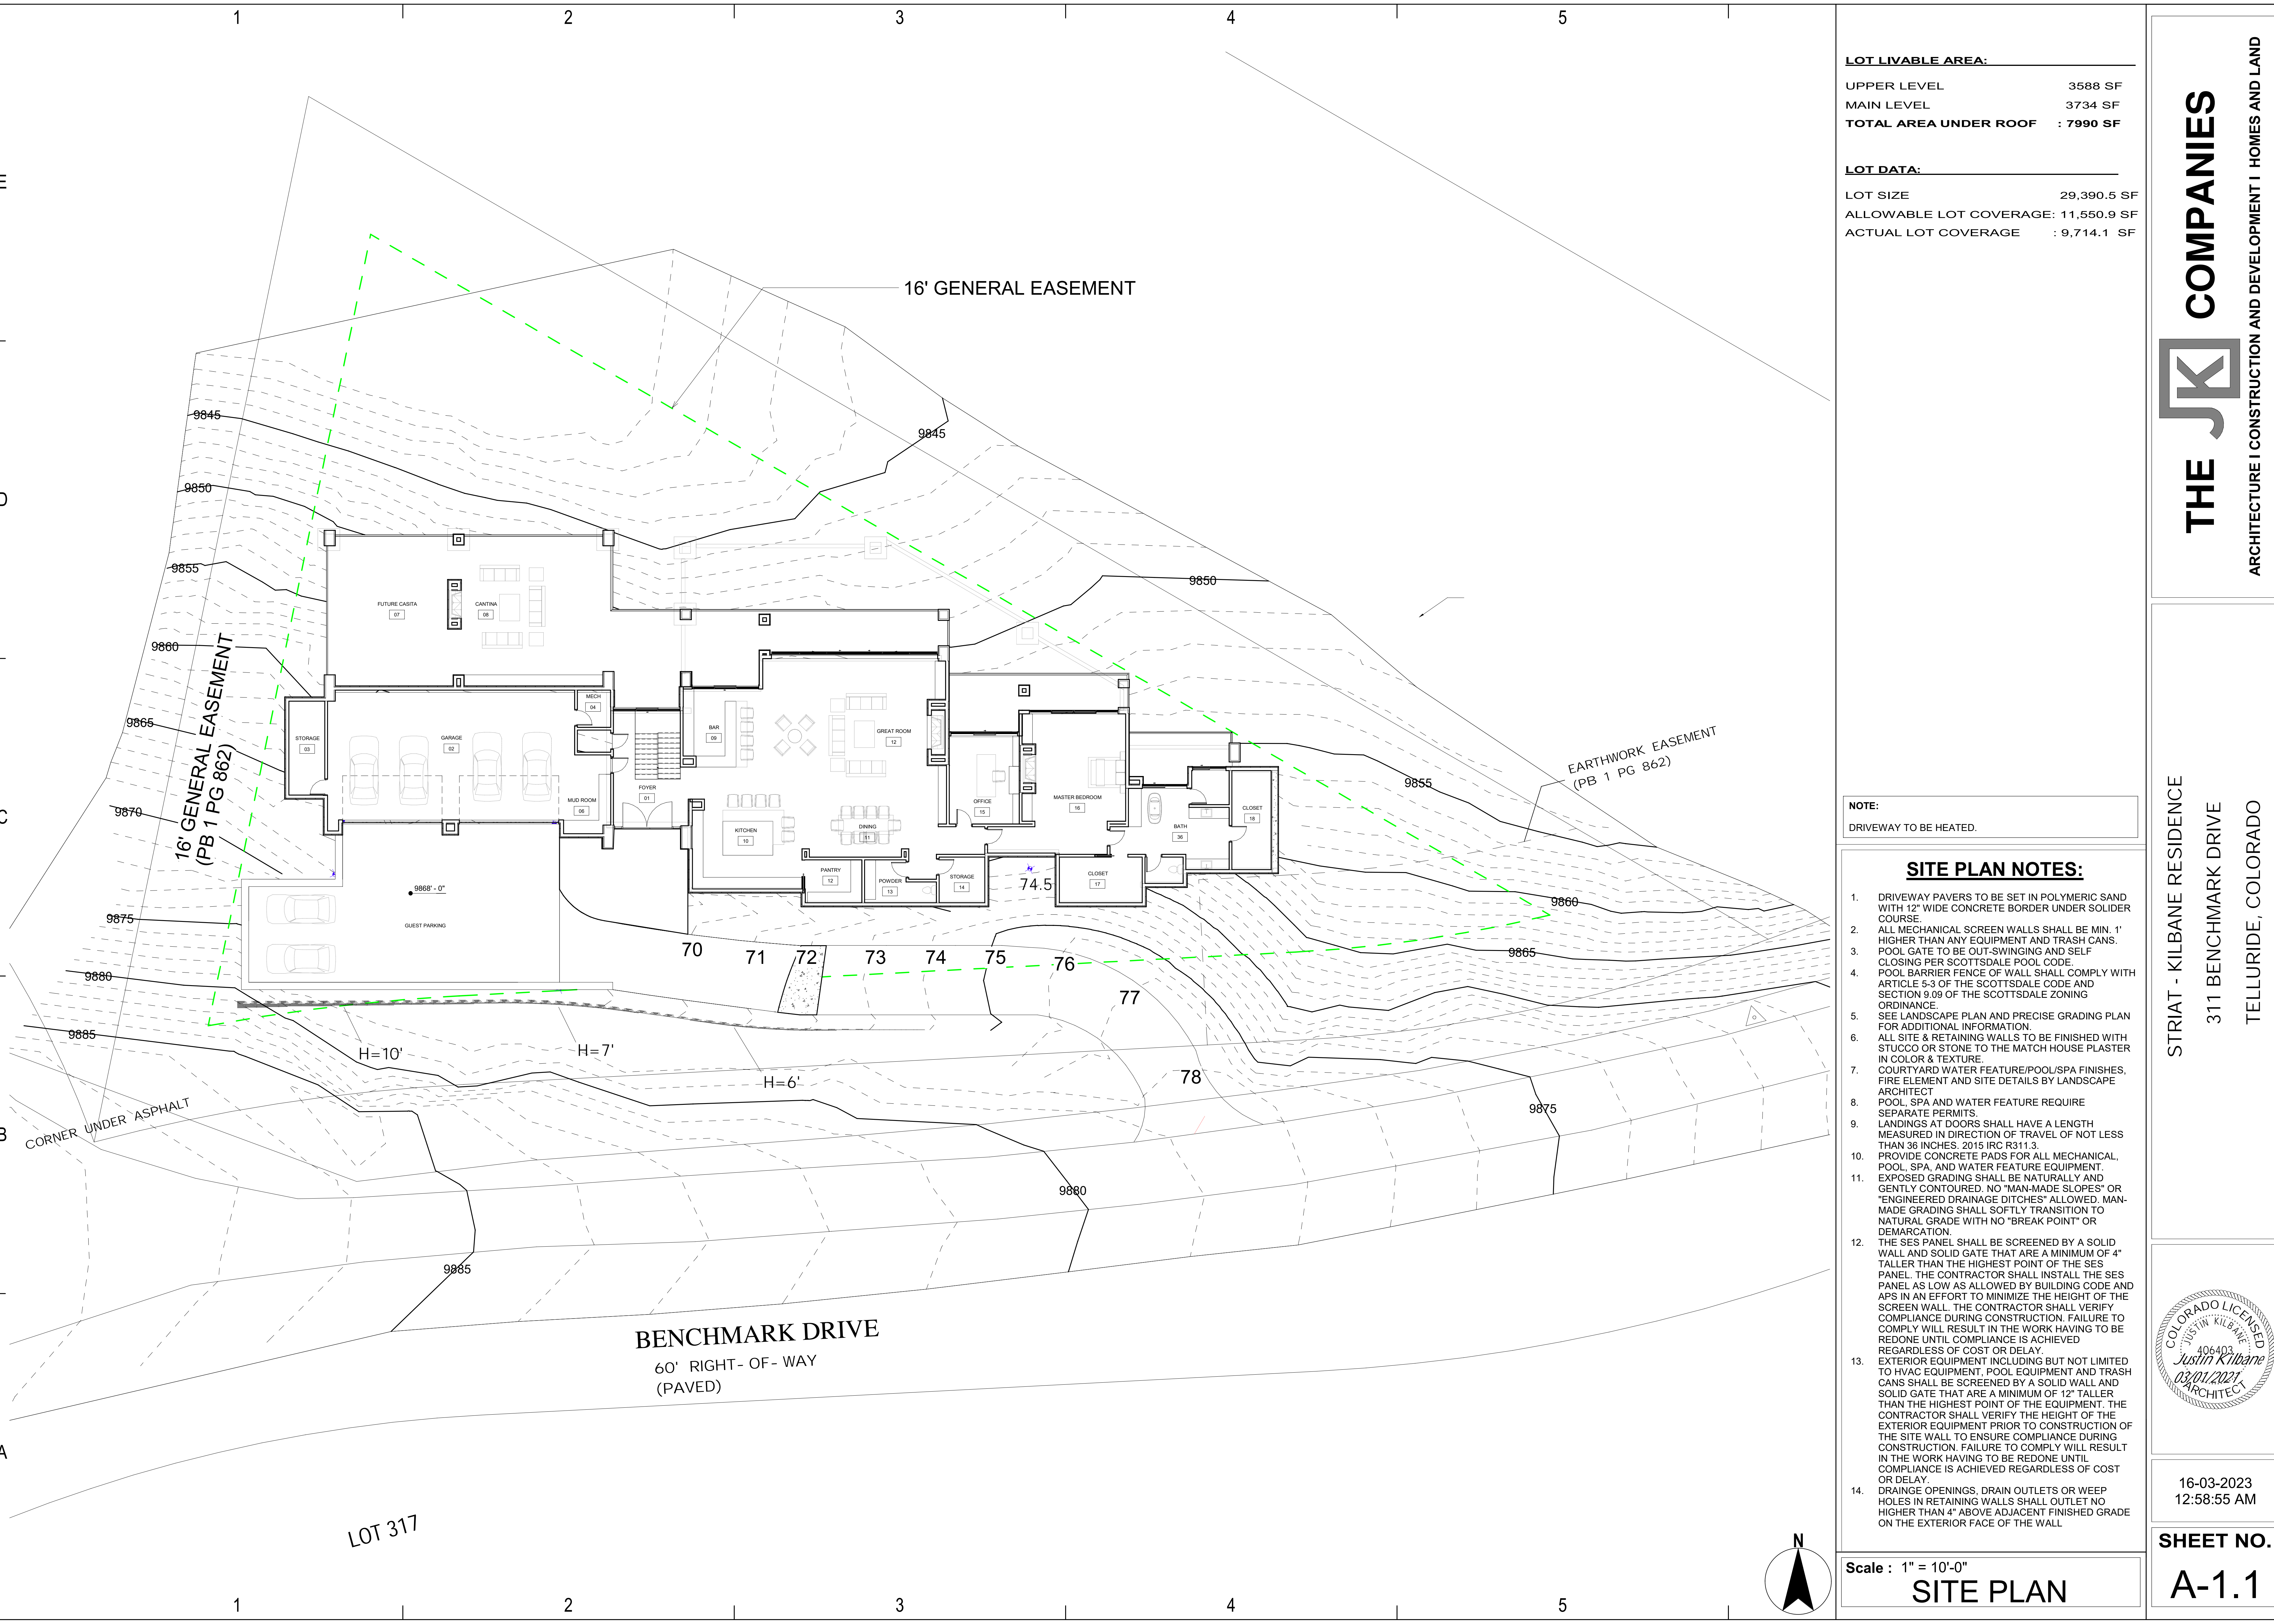 1 2 3 4 5
E
D
C
B
A
16' GENERAL EASEMENT
9845
9845
9850
9855
9850
9860
9865
9870
9875
9880
9885
16' GENERAL EASEMENT
(PB 1 PG 862)
FUTURE CASITA
07
CANTINA
08
MECH
04
STORAGE
03
GARAGE
02
MUD ROOM
06
FOYER
01
BAR
09
GREAT ROOM
12
KITCHEN
10
DINING
11
OFFICE
15
MASTER BEDROOM
16
BATH
36
CLOSET
18
PANTRY
12
POWDER
13
STORAGE
14
CLOSET
17
74.5
9868' - 0"
GUEST PARKING
EARTHWORK EASEMENT
(PB 1 PG 862)
9855
9860
9865
70 71 72 73 74 75 76
77
78
H=10'
H=7'
H=6'
CORNER UNDER ASPHALT
9875
9880
9885
BENCHMARK DRIVE
60' RIGHT-OF-WAY
(PAVED)
LOT 317
N
1 2 3 4 5
LOT LIVABLE AREA:
UPPER LEVEL 3588 SF
MAIN LEVEL 3734 SF
TOTAL AREA UNDER ROOF : 7990 SF
LOT DATA:
LOT SIZE 29,390.5 SF
ALLOWABLE LOT COVERAGE: 11,550.9 SF
ACTUAL LOT COVERAGE : 9,714.1 SF
NOTE:
DRIVEWAY TO BE HEATED.
SITE PLAN NOTES:
1. DRIVEWAY PAVERS TO BE SET IN POLYMERIC SAND
WITH 12" WIDE CONCRETE BORDER UNDER SOLIDER
COURSE.
2. ALL MECHANICAL SCREEN WALLS SHALL BE MIN. 1'
HIGHER THAN ANY EQUIPMENT AND TRASH CANS.
3. POOL GATE TO BE OUT-SWINGING AND SELF
CLOSING PER SCOTTSDALE POOL CODE.
4. POOL BARRIER FENCE OF WALL SHALL COMPLY WITH
ARTICLE 5-3 OF THE SCOTTSDALE CODE AND
SECTION 9.09 OF THE SCOTTSDALE ZONING
ORDINANCE.
5. SEE LANDSCAPE PLAN AND PRECISE GRADING PLAN
FOR ADDITIONAL INFORMATION.
6. ALL SITE & RETAINING WALLS TO BE FINISHED WITH
STUCCO OR STONE TO THE MATCH HOUSE PLASTER
IN COLOR & TEXTURE.
7. COURTYARD WATER FEATURE/POOL/SPA FINISHES,
FIRE ELEMENT AND SITE DETAILS BY LANDSCAPE
ARCHITECT
8. POOL, SPA AND WATER FEATURE REQUIRE
SEPARATE PERMITS.
9. LANDINGS AT DOORS SHALL HAVE A LENGTH
MEASURED IN DIRECTION OF TRAVEL OF NOT LESS
THAN 36 INCHES. 2015 IRC R311.3.
10. PROVIDE CONCRETE PADS FOR ALL MECHANICAL,
POOL, SPA, AND WATER FEATURE EQUIPMENT.
11. EXPOSED GRADING SHALL BE NATURALLY AND
GENTLY CONTOURED. NO "MAN-MADE SLOPES" OR
"ENGINEERED DRAINAGE DITCHES" ALLOWED. MAN-
MADE GRADING SHALL SOFTLY TRANSITION TO
NATURAL GRADE WITH NO "BREAK POINT" OR
DEMARCATION.
12. THE SES PANEL SHALL BE SCREENED BY A SOLID
WALL AND SOLID GATE THAT ARE A MINIMUM OF 4"
TALLER THAN THE HIGHEST POINT OF THE SES
PANEL. THE CONTRACTOR SHALL INSTALL THE SES
PANEL AS LOW AS ALLOWED BY BUILDING CODE AND
APS IN AN EFFORT TO MINIMIZE THE HEIGHT OF THE
SCREEN WALL. THE CONTRACTOR SHALL VERIFY
COMPLIANCE DURING CONSTRUCTION. FAILURE TO
COMPLY WILL RESULT IN THE WORK HAVING TO BE
REDONE UNTIL COMPLIANCE IS ACHIEVED
REGARDLESS OF COST OR DELAY.
13. EXTERIOR EQUIPMENT INCLUDING BUT NOT LIMITED
TO HVAC EQUIPMENT, POOL EQUIPMENT AND TRASH
CANS SHALL BE SCREENED BY A SOLID WALL AND
SOLID GATE THAT ARE A MINIMUM OF 12" TALLER
THAN THE HIGHEST POINT OF THE EQUIPMENT. THE
CONTRACTOR SHALL VERIFY THE HEIGHT OF THE
EXTERIOR EQUIPMENT PRIOR TO CONSTRUCTION OF
THE SITE WALL TO ENSURE COMPLIANCE DURING
CONSTRUCTION. FAILURE TO COMPLY WILL RESULT
IN THE WORK HAVING TO BE REDONE UNTIL
COMPLIANCE IS ACHIEVED REGARDLESS OF COST
OR DELAY.
14. DRAINGE OPENINGS, DRAIN OUTLETS OR WEEP
HOLES IN RETAINING WALLS SHALL OUTLET NO
HIGHER THAN 4" ABOVE ADJACENT FINISHED GRADE
ON THE EXTERIOR FACE OF THE WALL
Scale : 1" = 10'-0"
SITE PLAN
THE JK COMPANIES
ARCHITECTURE I CONSTRUCTION AND DEVELOPMENT I HOMES AND LAND
STRIAT - KILBANE RESIDENCE
311 BENCHMARK DRIVE
TELLURIDE, COLORADO
COLORADO LICENSED
JUSTIN KILBANE
406403
Justin Kilbane
03/01/2021
ARCHITECT
16-03-2023
12:58:55 AM
SHEET NO.
A-1.1